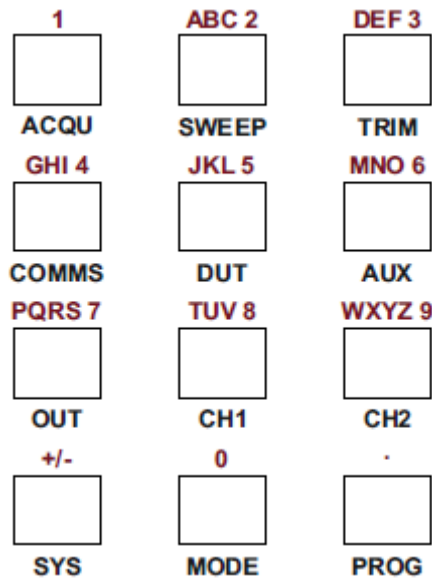 1 ABC 2 DEF 3
ACQU SWEEP TRIM
GHI 4 JKL 5 MNO 6
COMMS DUT AUX
PQRS 7 TUV 8 WXYZ 9
OUT CH1 CH2
+/- 0 ·
SYS MODE PROG